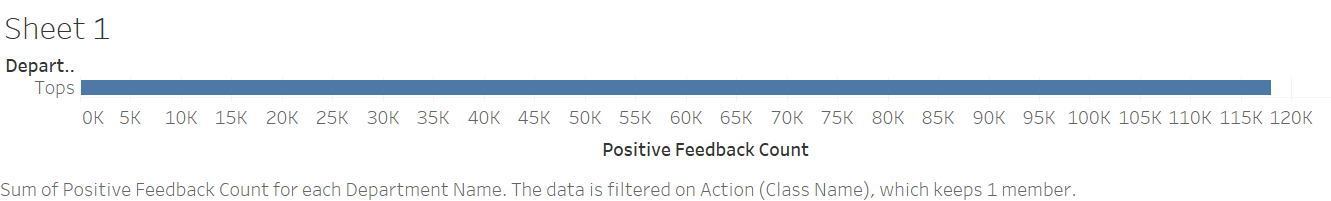 Sheet 1
Depart..
Tops
0K 5K 10K 15K 20K 25K 30K 35K 40K 45K 50K 55K 60K 65K 70K 75K 80K 85K 90K 95K 100K 105K 110K 115K 120K
Positive Feedback Count
Sum of Positive Feedback Count for each Department Name. The data is filtered on Action (Class Name), which keeps 1 member.